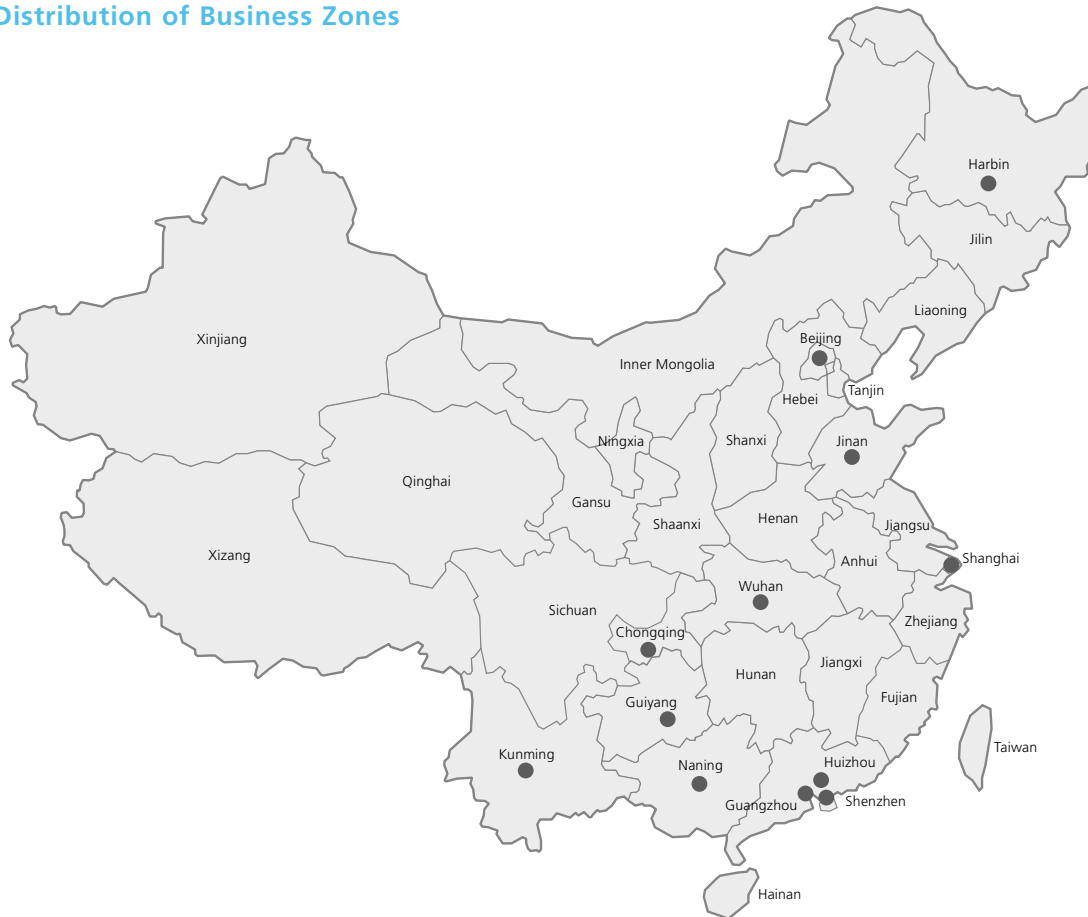 Distribution of Business Zones
Harbin
Jilin
Liaoning
Beijing
Xinjiang
Inner Mongolia
Tanjin
Hebei
Ningxia
Shanxi
Jinan
Qinghai
Gansu
Shaanxi
Henan
Jiangsu
Xizang
Anhui
Shanghai
Wuhan
Sichuan
Zhejiang
Chongqing
Jiangxi
Hunan
Fujian
Guiyang
Taiwan
Kunming
Naning
Huizhou
Guangzhou
Shenzhen
Hainan